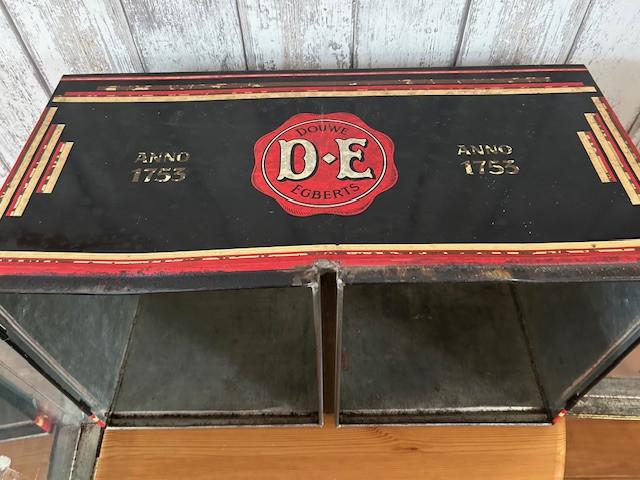 ANNO
1753
DOUWE
D·E
EGBERTS
ANNO
1753